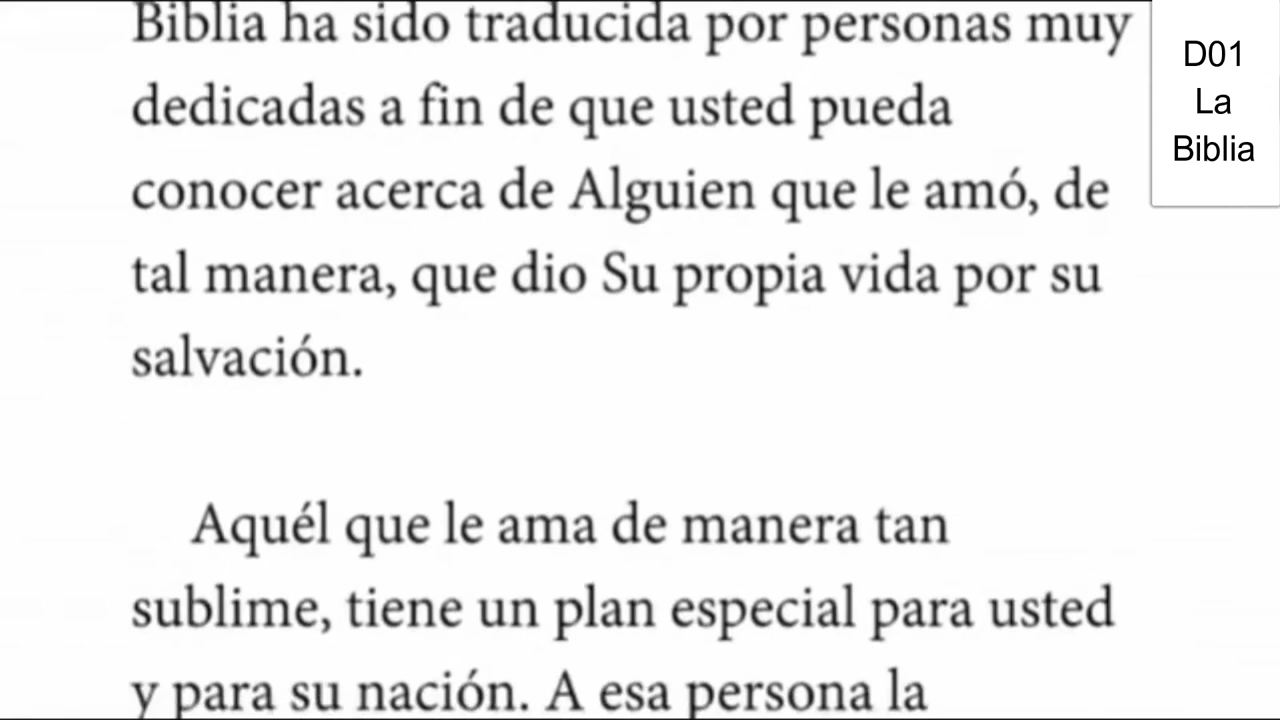 Biblia ha sido traducida por personas muy
dedicadas a fin de que usted pueda
conocer acerca de Alguien que le amó, de
tal manera, que dio Su propia vida por su
salvación.
Aquél que le ama de manera tan
sublime, tiene un plan especial para usted
y para su nación. A esa persona la
D01
La
Biblia